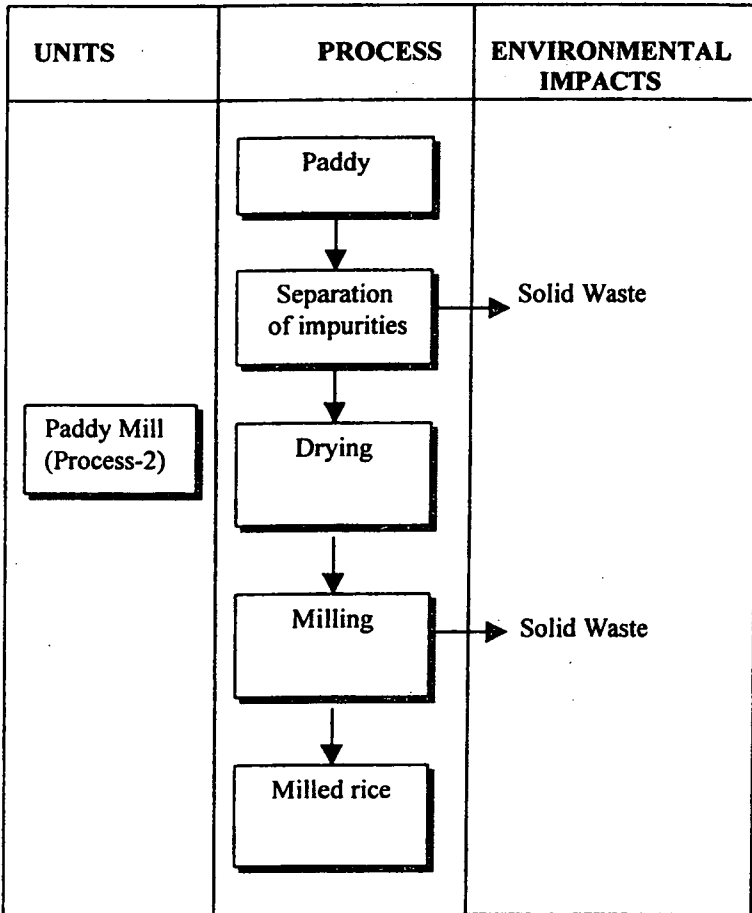 UNITS
PROCESS
ENVIRONMENTAL
IMPACTS
Paddy
Separation
of impurities
Solid Waste
Paddy Mill
(Process-2)
Drying
Milling
Solid Waste
Milled rice